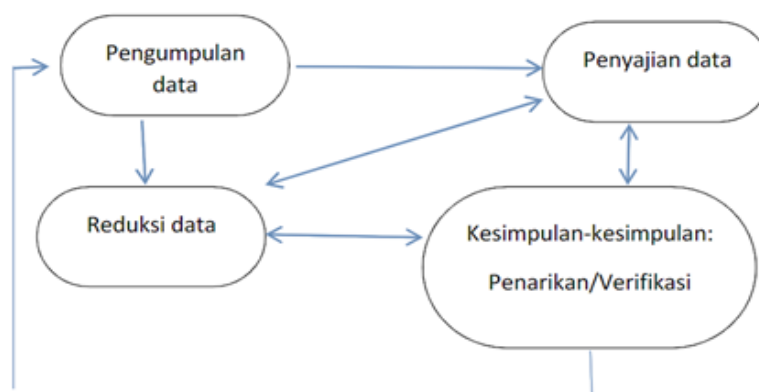 Pengumpulan
data
Penyajian data
Reduksi data
Kesimpulan-kesimpulan:
Penarikan/Verifikasi